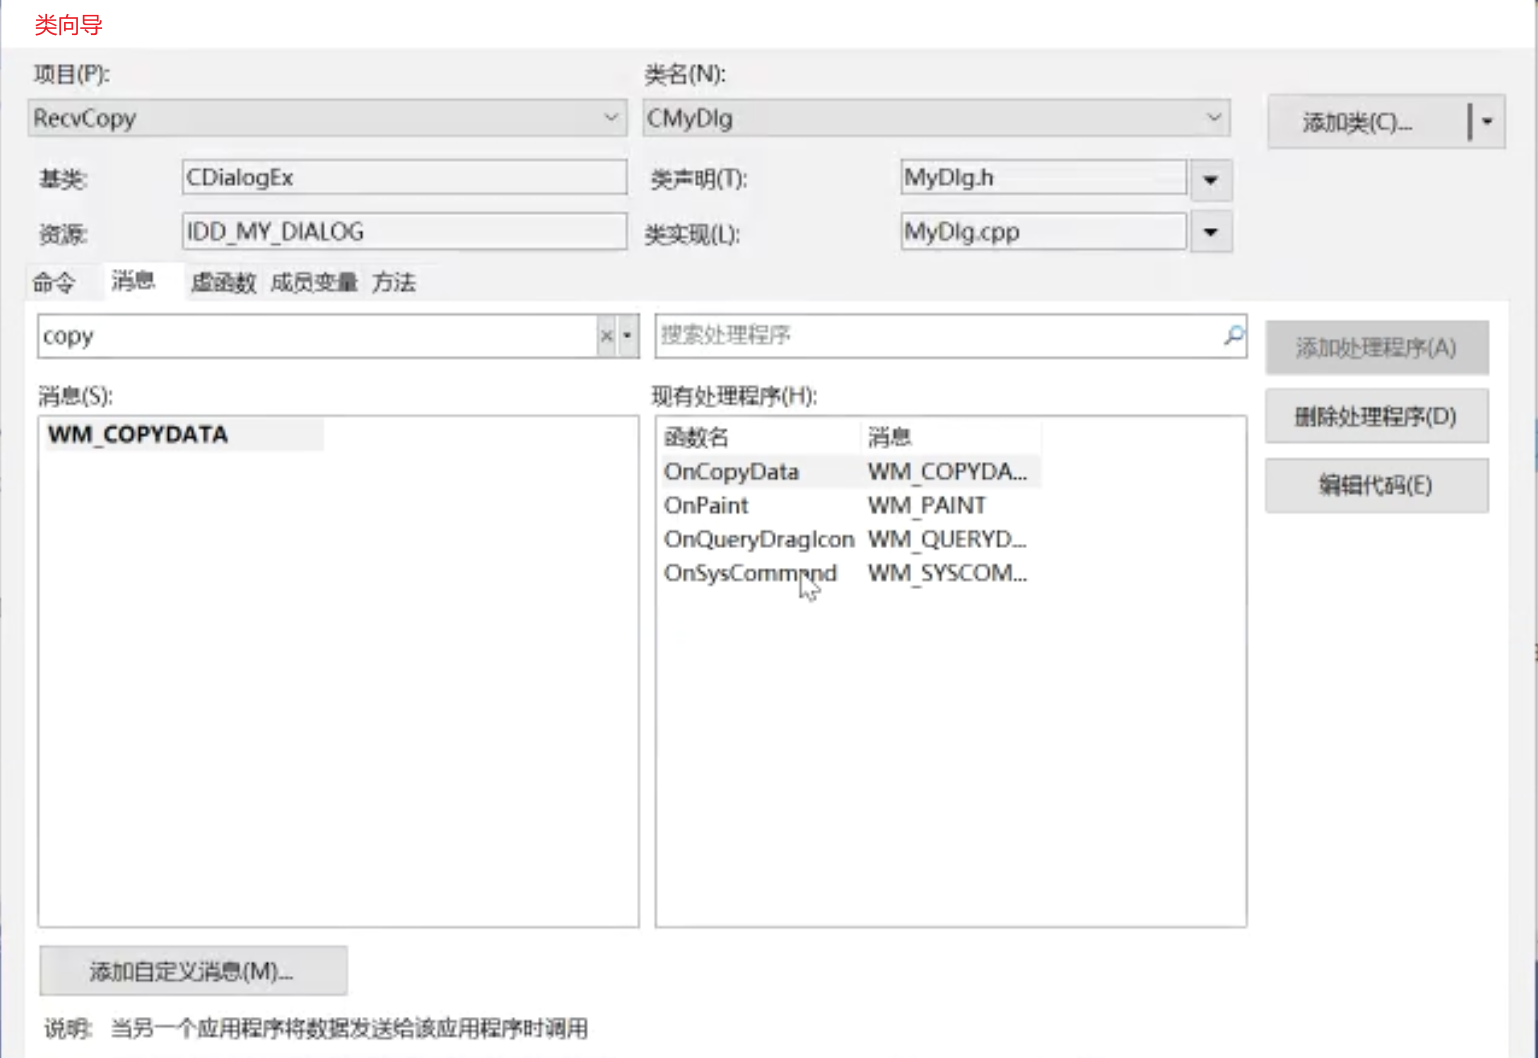 类向导
项目(P):
类名(N):
RecvCopy
CMyDlg
添加类(C)...
基类:
CDialogEx
类声明(T):
MyDlg.h
资源:
IDD_MY_DIALOG
类实现(L):
MyDlg.cpp
命令 消息 虚函数 成员变量 方法
copy
搜索处理程序
添加处理程序(A)
消息(S):
现有处理程序(H):
删除处理程序(D)
WM_COPYDATA
函数名 消息
OnCopyData WM_COPYDA...
编辑代码(E)
OnPaint WM_PAINT
OnQueryDragIcon WM_QUERYD...
OnSysCommand WM_SYSCOM...
添加自定义消息(M)...
说明: 当另一个应用程序将数据发送给该应用程序时调用